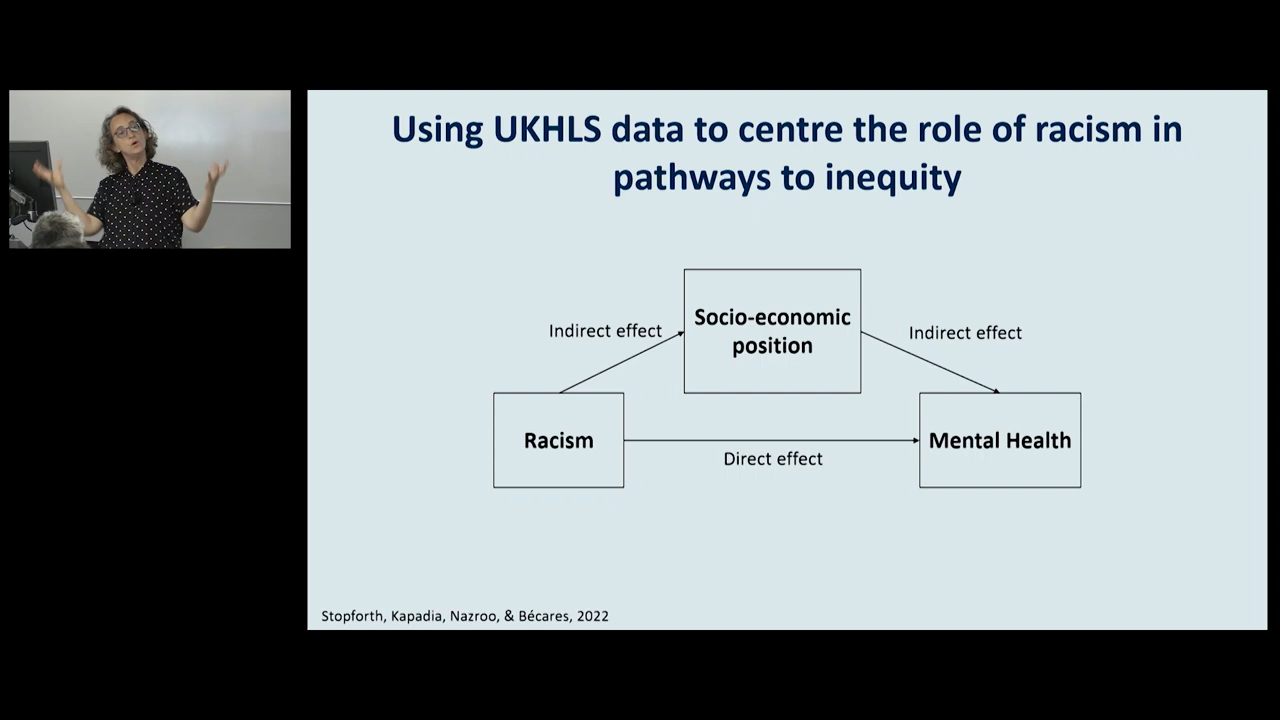 Using UKHLS data to centre the role of racism in
pathways to inequity
Socio-economic
position
Indirect effect
Indirect effect
Racism
Mental Health
Direct effect
Stopforth, Kapadia, Nazroo, & Bécares, 2022